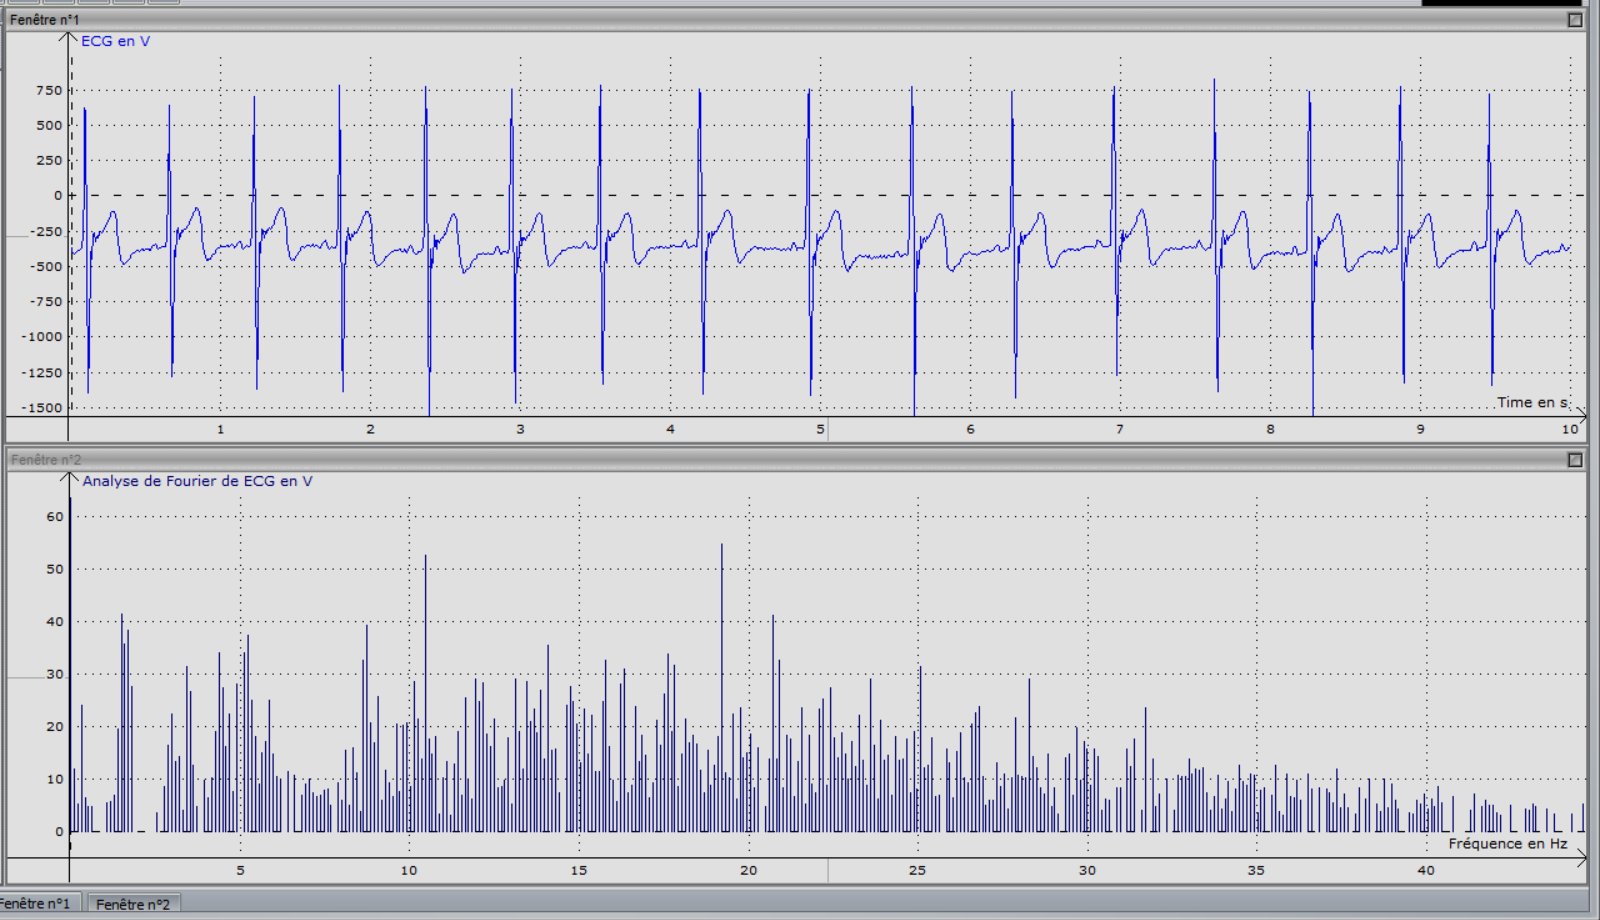 Fenêtre n°1
ECG en V
750
500
250
0
-250
-500
-750
-1000
-1250
-1500
Time en s
1 2 3 4 5 6 7 8 9 10
Fenêtre n°2
Analyse de Fourier de ECG en V
60
50
40
30
20
10
0
Fréquence en Hz
5 10 15 20 25 30 35 40
Fenêtre n°1 Fenêtre n°2